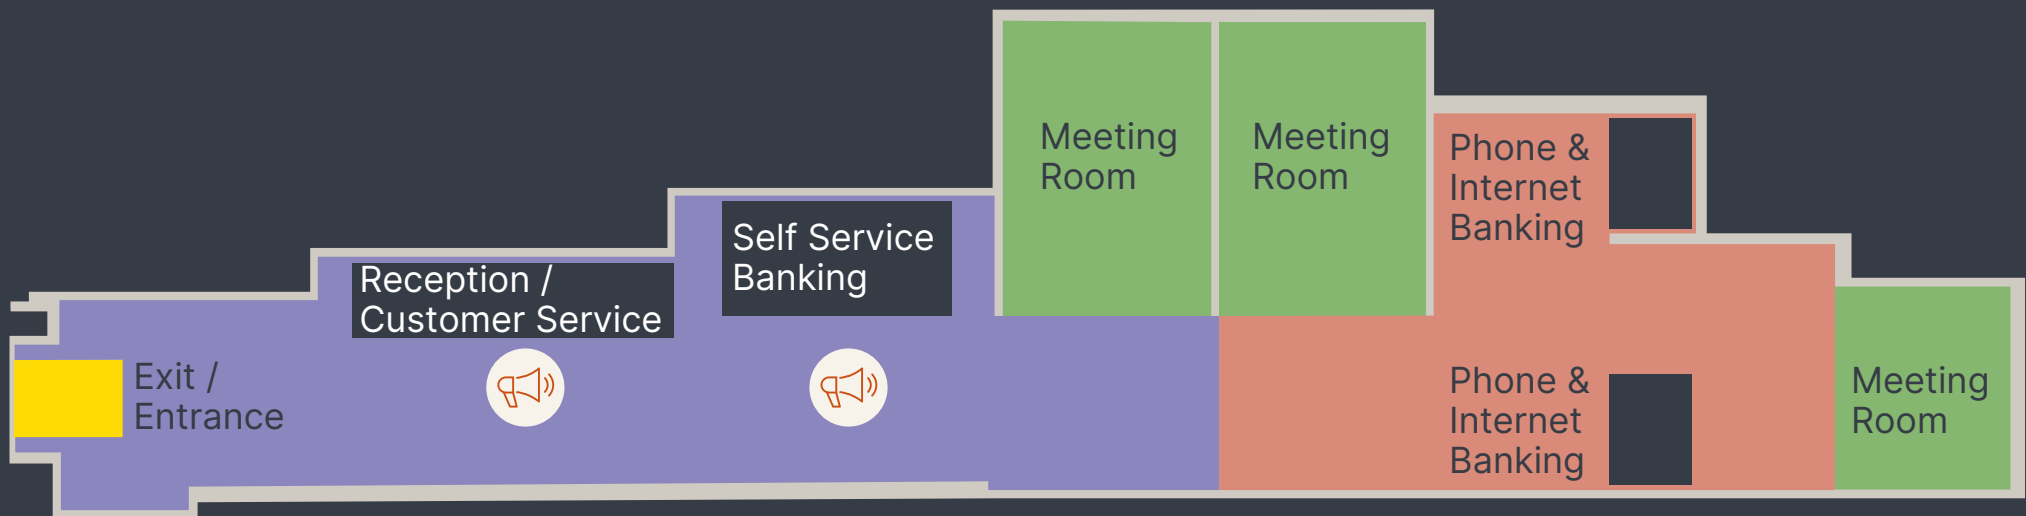 Meeting
Room
Meeting
Room
Phone &
Internet
Banking
Self Service
Banking
Reception /
Customer Service
Exit /
Entrance
Phone &
Internet
Banking
Meeting
Room